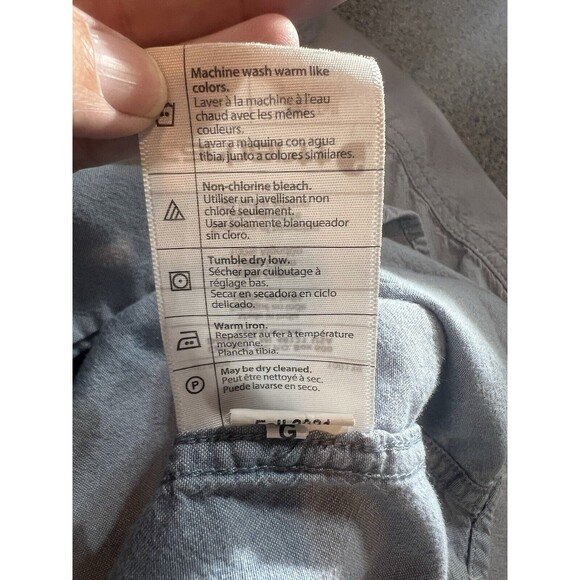 Machine wash warm like
colors.
Laver à la machine à l'eau
chaud avec les mêmes
couleurs.
Lavar a màquina con agua
tibia, junto a colores similares.
Non-chlorine bleach.
Utiliser un javellisant non
chloré seulement.
Usar solamente blanqueador
sin cloro.
Tumble dry low.
Sécher par culbutage à
réglage bas.
Secar en secadora en ciclo
delicado.
Warm iron.
Repasser au fer à température
moyenne.
Plancha tibia.
P
May be dry cleaned.
Peut être nettoyé à sec.
Puede lavarse en seco.
G